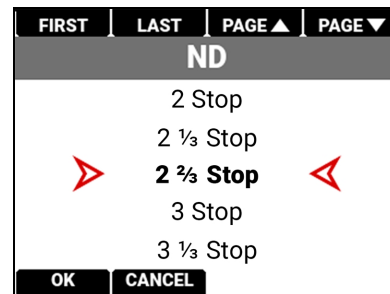 FIRST LAST PAGE▲ PAGE▼
ND
2 Stop
2 ⅓ Stop
2 ⅔ Stop
3 Stop
3 ⅓ Stop
OK CANCEL